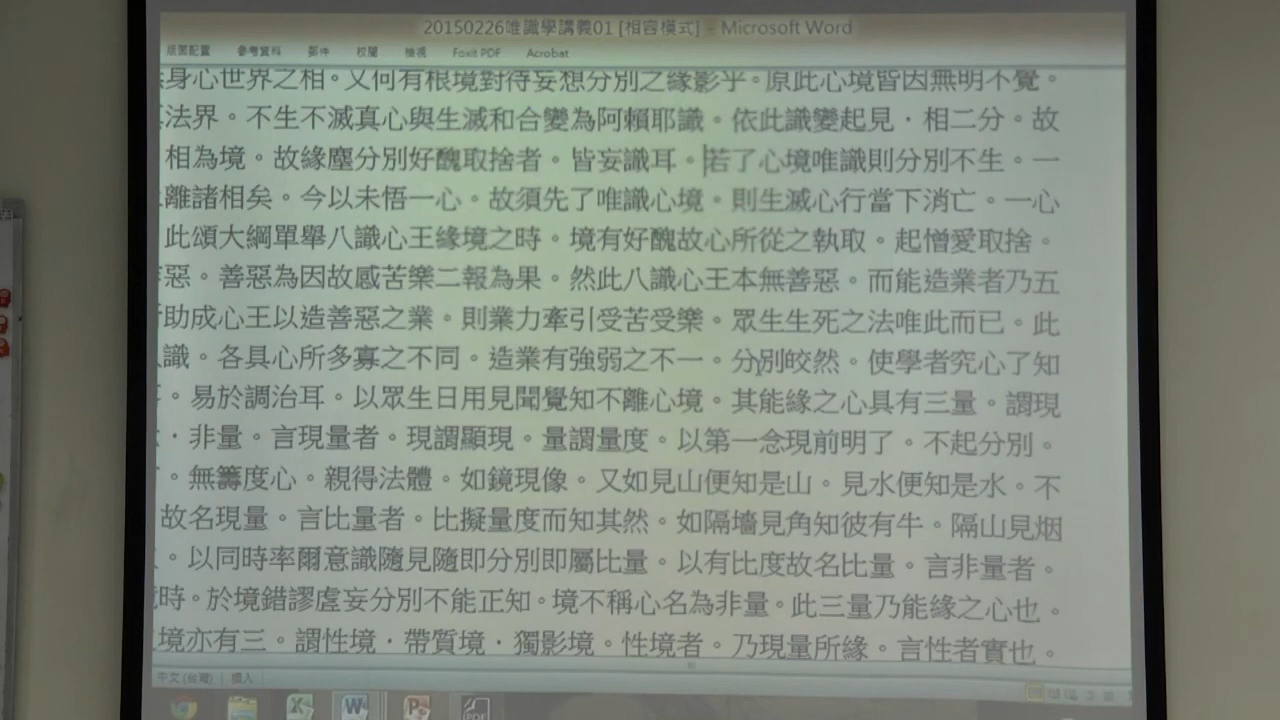 20150226唯識學講義01 [相容模式] - Microsoft Word
版面配置 參考資料 郵件 校閱 檢視 Foxit PDF Acrobat
身心世界之相。又何有根境對待妄想分別之緣影乎。原此心境皆因無明不覺。
法界。不生不滅真心與生滅和合變為阿賴耶識。依此識變起見．相二分。故
相為境。故緣塵分別好醜取捨者。皆妄識耳。若了心境唯識則分別不生。一
離諸相矣。今以未悟一心。故須先了唯識心境。則生滅心行當下消亡。一心
此頌大綱單舉八識心王緣境之時。境有好醜故心所從之執取。起憎愛取捨。
惡。善惡為因故感苦樂二報為果。然此八識心王本無善惡。而能造業者乃五
助成心王以造善惡之業。則業力牽引受苦受樂。眾生生死之法唯此而已。此
識。各具心所多寡之不同。造業有強弱之不一。分別皎然。使學者究心了知
。易於調治耳。以眾生日用見聞覺知不離心境。其能緣之心具有三量。謂現
．非量。言現量者。現謂顯現。量謂量度。以第一念現前明了。不起分別。
。無籌度心。親得法體。如鏡現像。又如見山便知是山。見水便知是水。不
故名現量。言比量者。比擬量度而知其然。如隔墻見角知彼有牛。隔山見烟
。以同時率爾意識隨見隨即分別即屬比量。以有比度故名比量。言非量者。
時。於境錯謬虛妄分別不能正知。境不稱心名為非量。此三量乃能緣之心也。
境亦有三。謂性境．帶質境．獨影境。性境者。乃現量所緣。言性者實也。
中文 (台灣) 插入